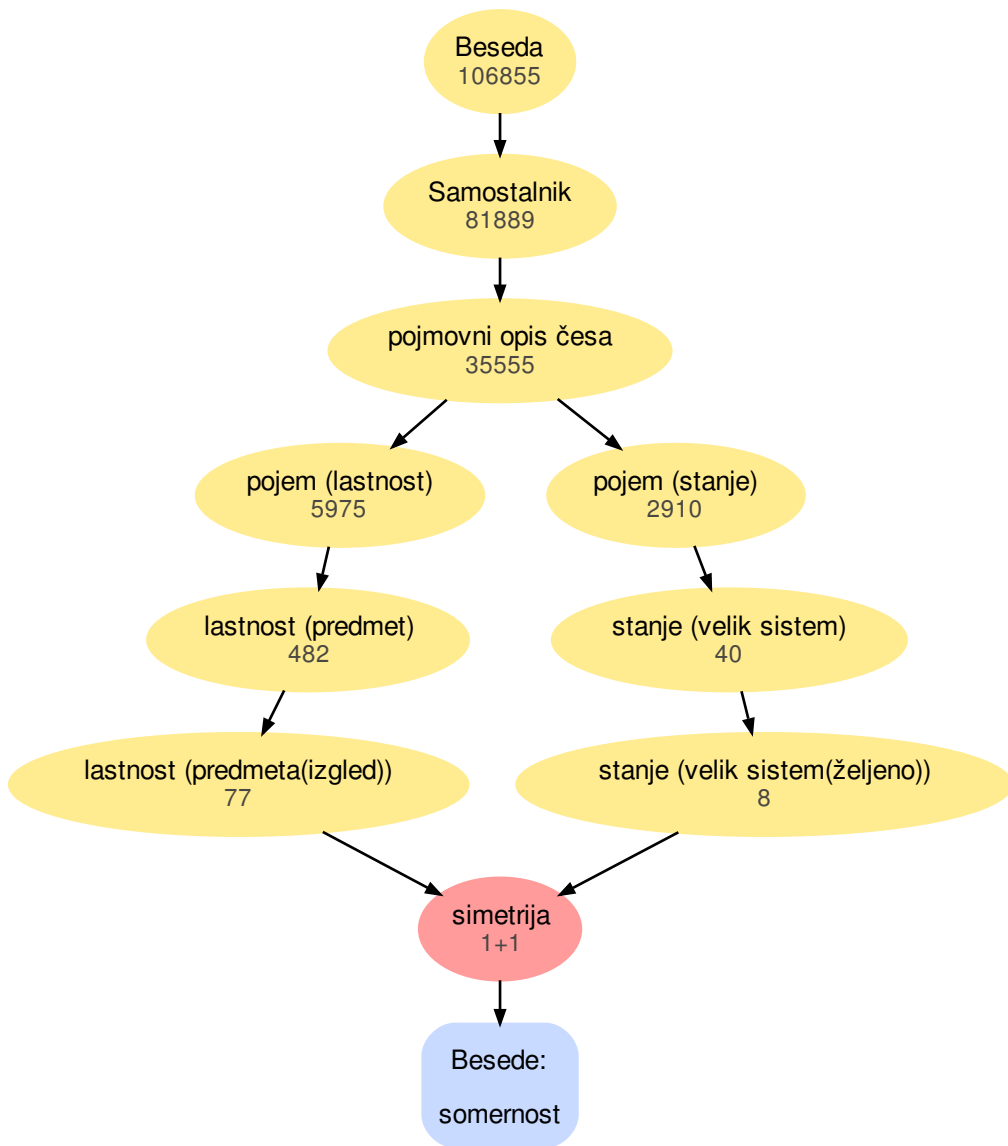 Beseda
106855
Samostalnik
81889
pojmovni opis česa
35555
pojem (lastnost)
5975
pojem (stanje)
2910
lastnost (predmet)
482
stanje (velik sistem)
40
lastnost (predmeta(izgled))
77
stanje (velik sistem(željeno))
8
simetrija
1+1
Besede:
somernost